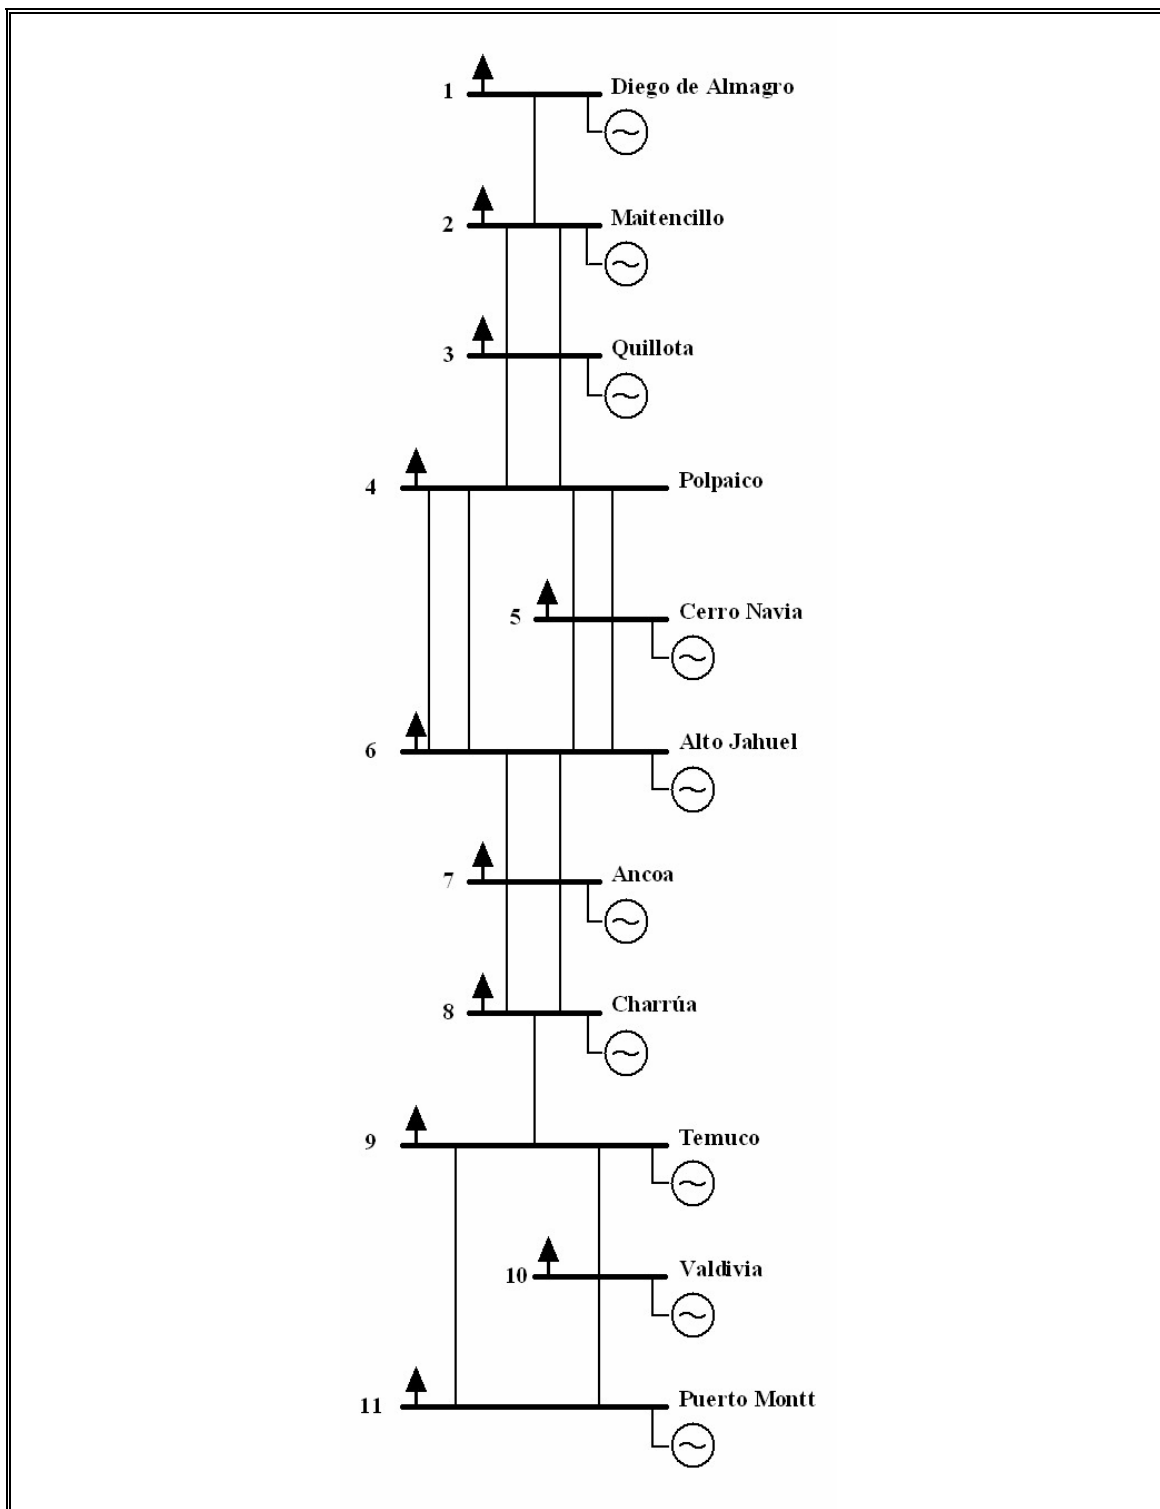 1 Diego de Almagro
2 Maitencillo
3 Quillota
4 Polpaico
5 Cerro Navia
6 Alto Jahuel
7 Ancoa
8 Charrúa
9 Temuco
10 Valdivia
11 Puerto Montt